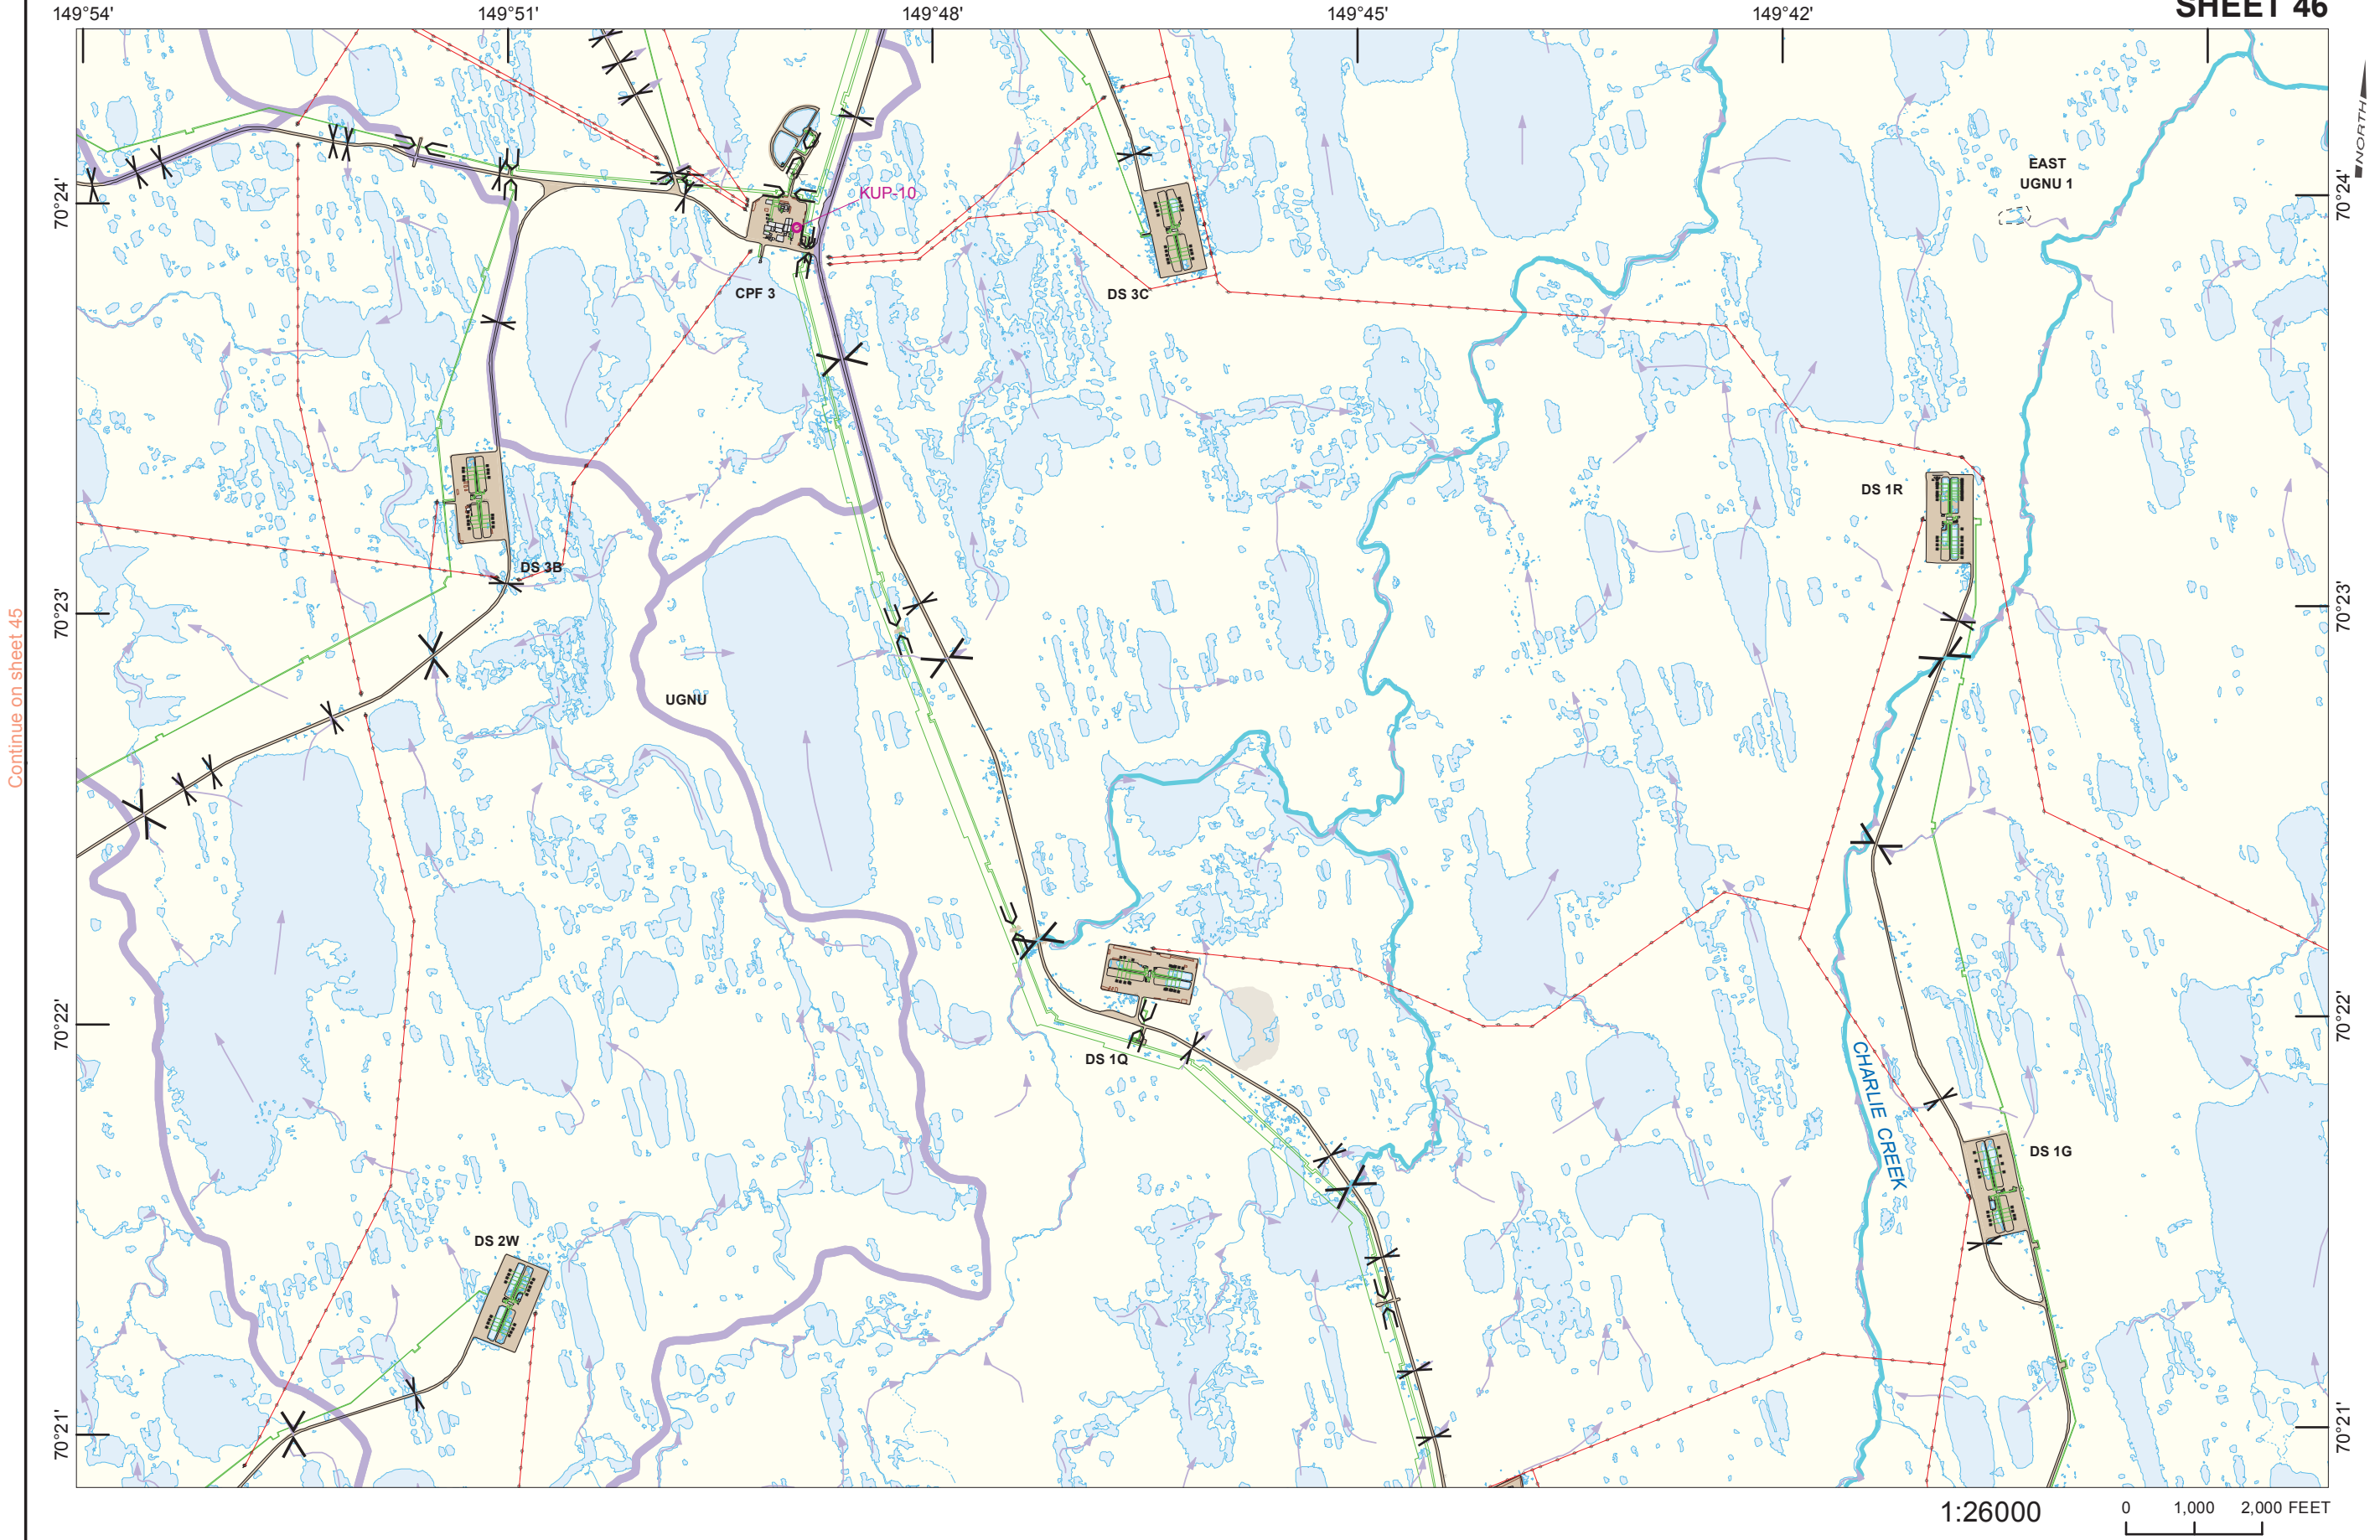 SHEET 46
149°54'
149°51'
149°48'
149°45'
149°42'
NORTH
EAST
UGNU 1
70°24'
KUP-10
70°24'
CPF 3
DS 3C
DS 1R
DS 3B
70°23'
70°23'
Continue on sheet 45
UGNU
70°22'
70°22'
DS 1Q
CHARLIE CREEK
DS 1G
DS 2W
70°21'
70°21'
1:26000
0 1,000 2,000 FEET